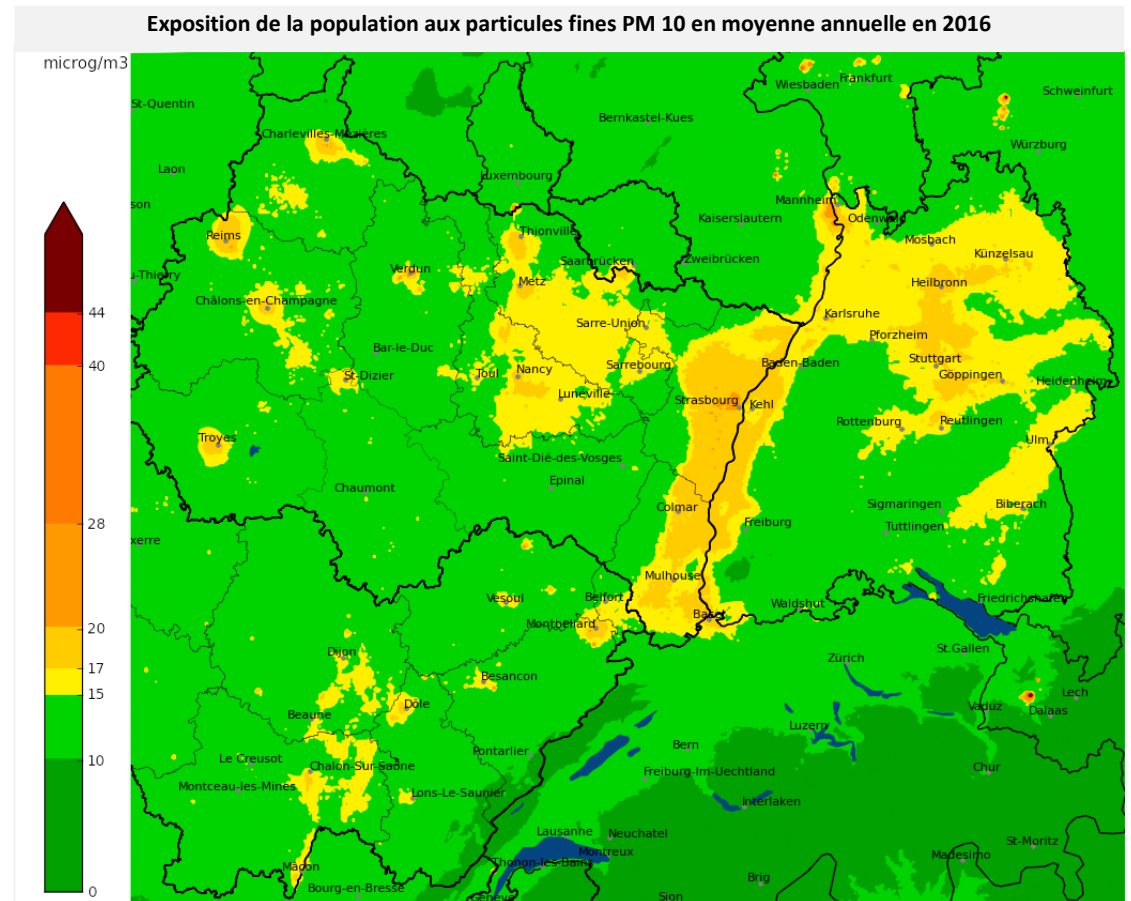 Exposition de la population aux particules fines PM 10 en moyenne annuelle en 2016
microg/m3
44
40
28
20
17
15
10
0
Wiesbaden
Frankfurt
Schweinfurt
St-Quentin
Bernkastel-Kues
Charlevilles-Mézières
Würzburg
Laon
Luxembourg
son
Mannheim
Kaiserslautern
Odenwald
Reims
Thionville
Mosbach
Künzelsau
Saarbrücken
Zweibrücken
Verdun
u-Thierry
Metz
Heilbronn
Châlons-en-Champagne
Sarre-Union
Karlsruhe
Pforzheim
Bar-le-Duc
Stuttgart
Sarrebourg
Baden-Baden
St-Dizier
Toul
Nancy
Göppingen
Heidenheim
Lunéville
Strasbourg
Kehl
Rottenburg
Reutlingen
Troyes
Ulm
Saint-Dié-des-Vosges
Epinal
Chaumont
Colmar
Sigmaringen
Biberach
Freiburg
Tuttlingen
xerre
Mulhouse
Vesoul
Belfort
Waldshut
Friedrichshafen
Montbéliard
Basel
Dijon
Zürich
St Gallen
Besancon
Lech
Dôle
Vaduz
Dalaas
Beaune
Luzern
Pontarlier
Bern
Le Creusot
Chalon-Sur-Saône
Freiburg-Im-Uechtland
Chur
Montceau-les-Mines
Lons-Le-Saunier
Interlaken
Lausanne
Neuchatel
St-Moritz
Montreux
Madesimo
Mâcon
Thonon-les-Bains
Brig
Bourg-en-Bresse
Genève
Sion